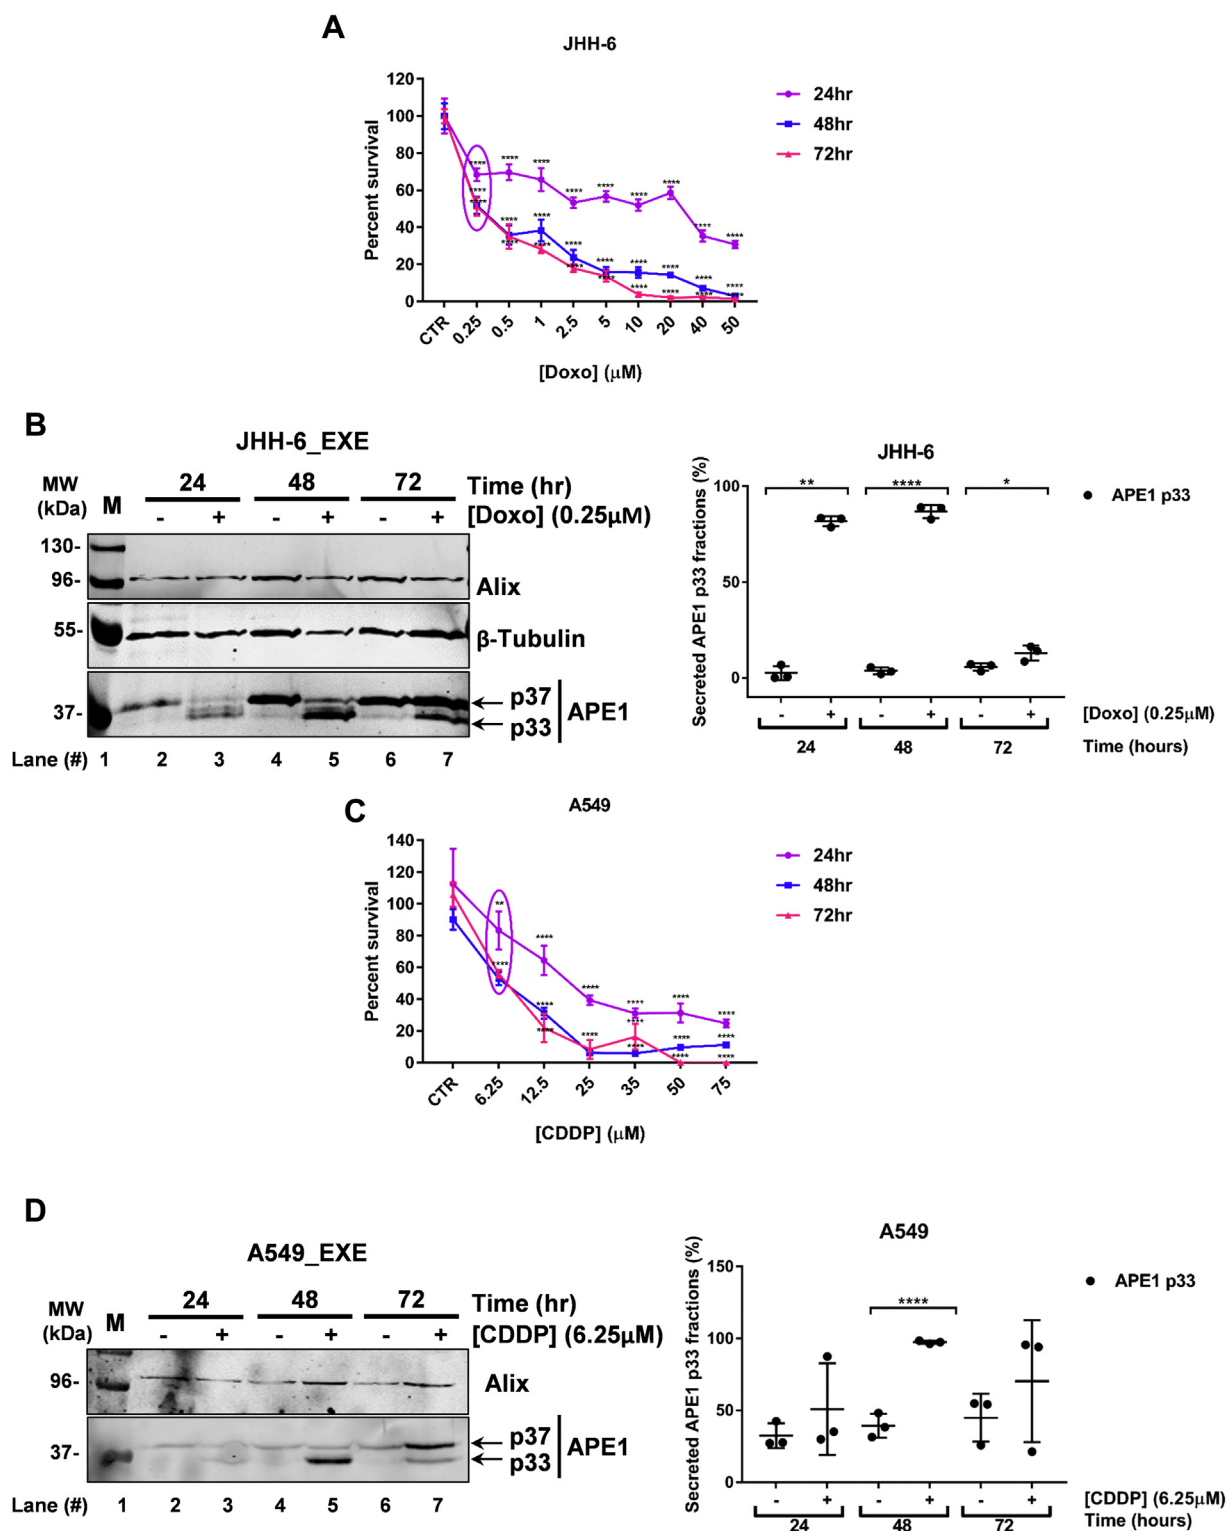 A
JHH-6
120
100
80
60
40
20
0
Percent survival
CTR 0.25 0.5 1 2.5 5 10 20 40 50
[Doxo] (μM)
24hr
48hr
72hr
**** **** **** **** **** **** **** **** ****
B
JHH-6_EXE
MW
(kDa)
M
24 48 72 Time (hr)
- + - + - + [Doxo] (0.25μM)
130-
96-
Alix
55-
β-Tubulin
37-
p37
p33
APE1
Lane (#) 1 2 3 4 5 6 7
JHH-6
Secreted APE1 p33 fractions (%)
100
50
0
** **** *
APE1 p33
- + - + - + [Doxo] (0.25μM)
24 48 72 Time (hours)
C
A549
140
120
100
80
60
40
20
0
Percent survival
CTR 6.25 12.5 25 35 50 75
[CDDP] (μM)
24hr
48hr
72hr
** **** **** **** **** ****
D
A549_EXE
MW
(kDa)
M
24 48 72 Time (hr)
- + - + - + [CDDP] (6.25μM)
96-
Alix
37-
p37
p33
APE1
Lane (#) 1 2 3 4 5 6 7
A549
Secreted APE1 p33 fractions (%)
150
100
50
0
****
APE1 p33
- + - + - + [CDDP] (6.25μM)
24 48 72 Time (hours)